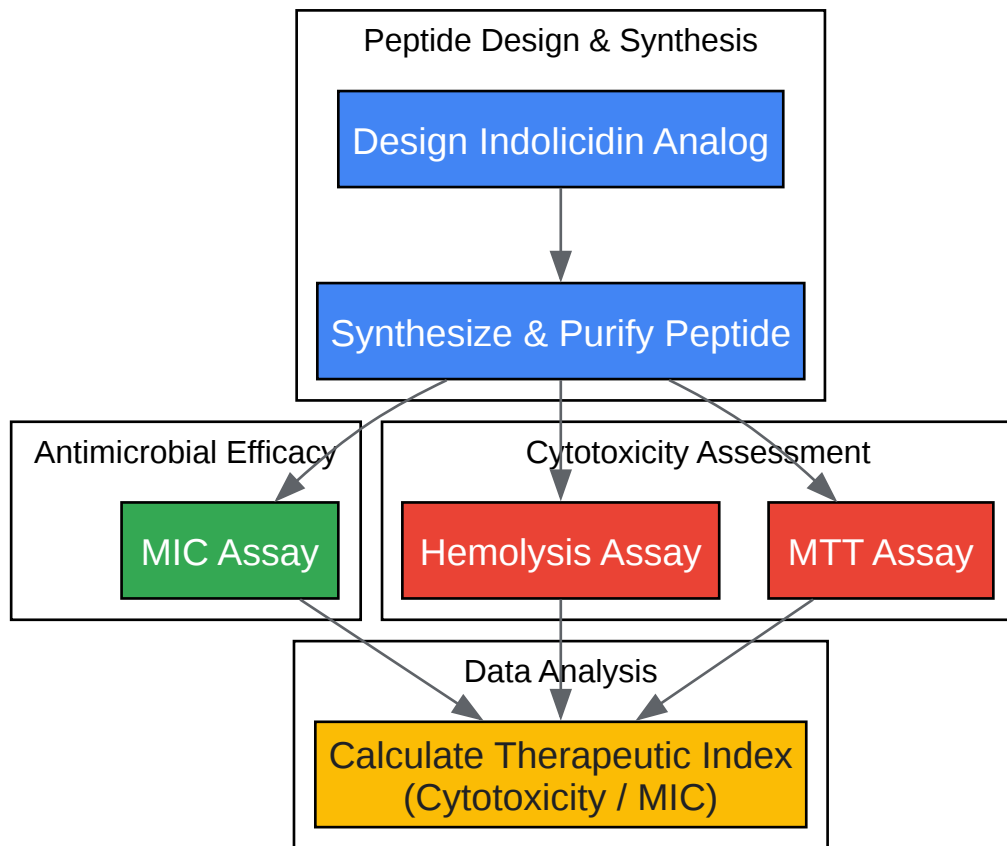 Peptide Design & Synthesis
Design Indolicidin Analog
Synthesize & Purify Peptide
Antimicrobial Efficacy
Cytotoxicity Assessment
MIC Assay
Hemolysis Assay
MTT Assay
Data Analysis
Calculate Therapeutic Index
(Cytotoxicity / MIC)